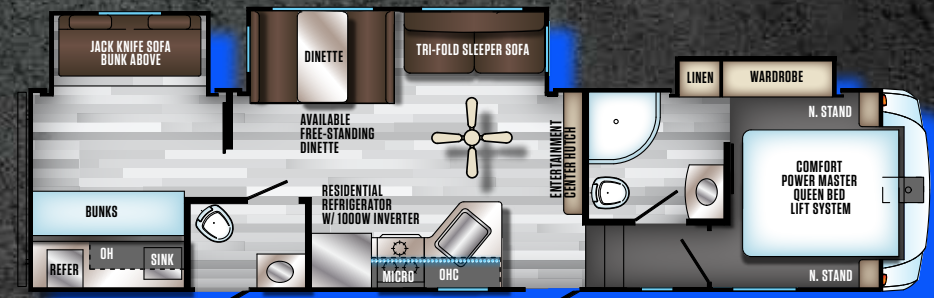 JACK KNIFE SOFA
BUNK ABOVE
DINETTE
TRI-FOLD SLEEPER SOFA
LINEN
WARDROBE
AVAILABLE
FREE-STANDING
DINETTE
ENTERTAINMENT
CENTER HUTCH
N. STAND
COMFORT
POWER MASTER
QUEEN BED
LIFT SYSTEM
RESIDENTIAL
REFRIGERATOR
W/ 1000W INVERTER
BUNKS
REFER
OH
SINK
MICRO
OHC
N. STAND